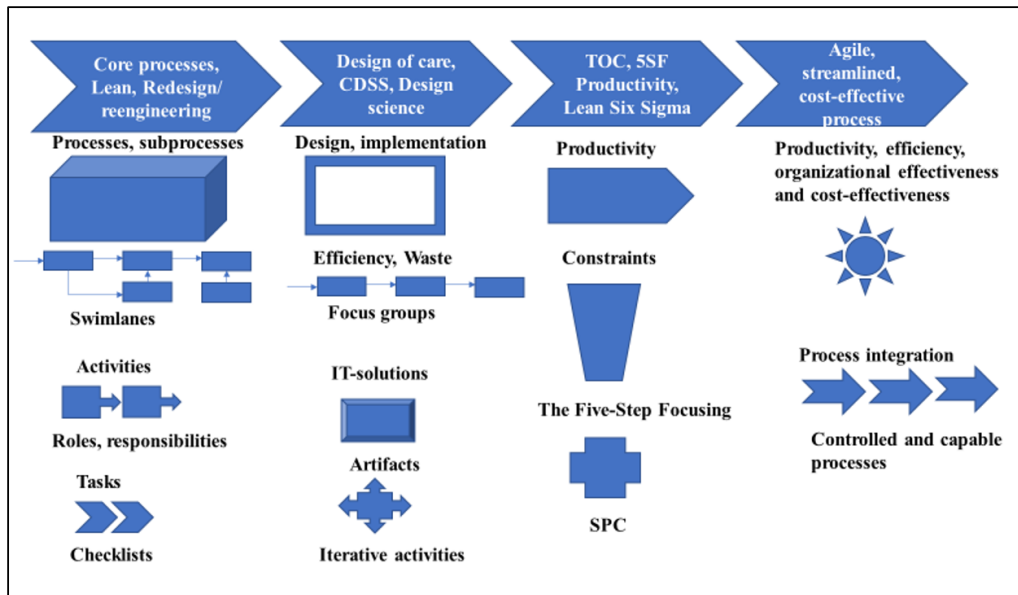 Core processes,
Lean, Redesign/
reengineering
Processes, subprocesses
Swimlanes
Activities
Roles, responsibilities
Tasks
Checklists
Design of care,
CDSS, Design
science
Design, implementation
Efficiency, Waste
Focus groups
IT-solutions
Artifacts
Iterative activities
TOC, 5SF
Productivity,
Lean Six Sigma
Productivity
Constraints
The Five-Step Focusing
SPC
Agile,
streamlined,
cost-effective
process
Productivity, efficiency,
organizational effectiveness
and cost-effectiveness
Process integration
Controlled and capable
processes